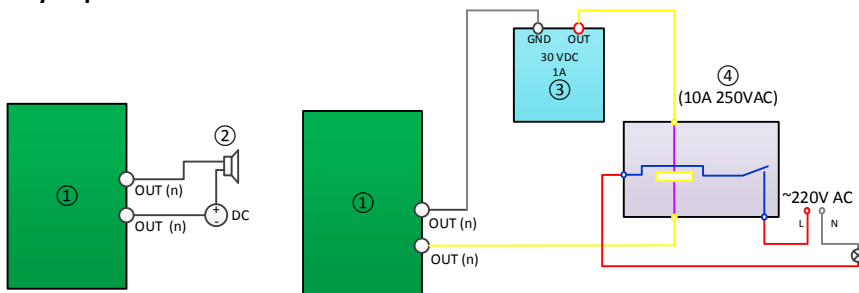 ①
②
OUT (n)
OUT (n)
+
-
DC
①
OUT (n)
OUT (n)
GND
OUT
30 VDC
1A
③
④
(10A 250VAC)
~220V AC
L
N